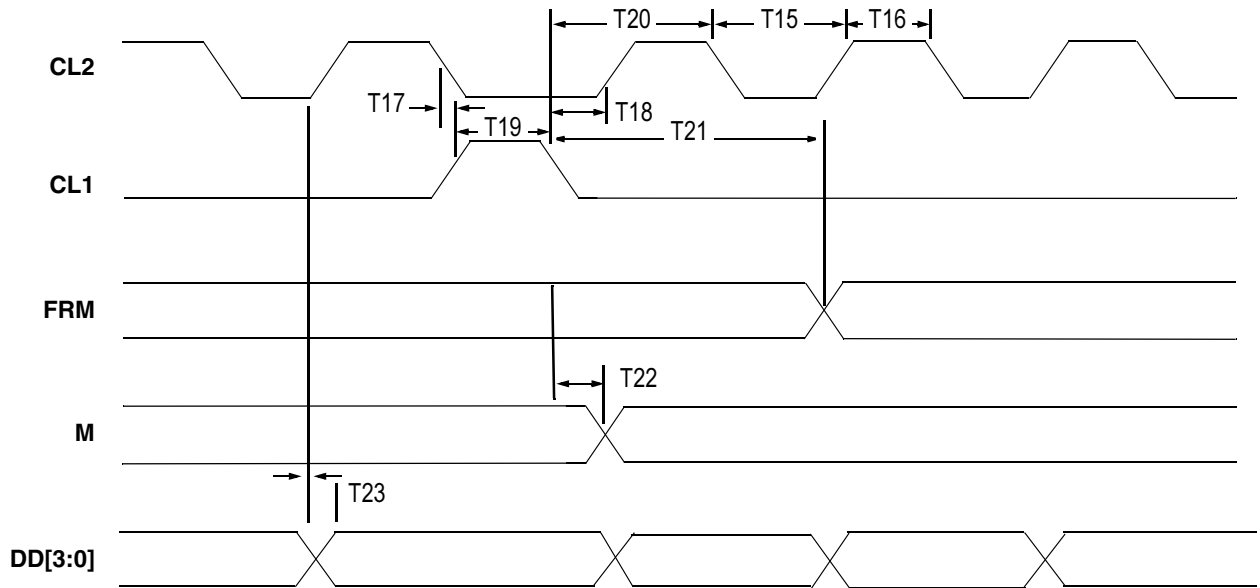 T20 T15 T16
CL2
T17 T18
T19 T21
CL1
FRM
T22
M
T23
DD[3:0]